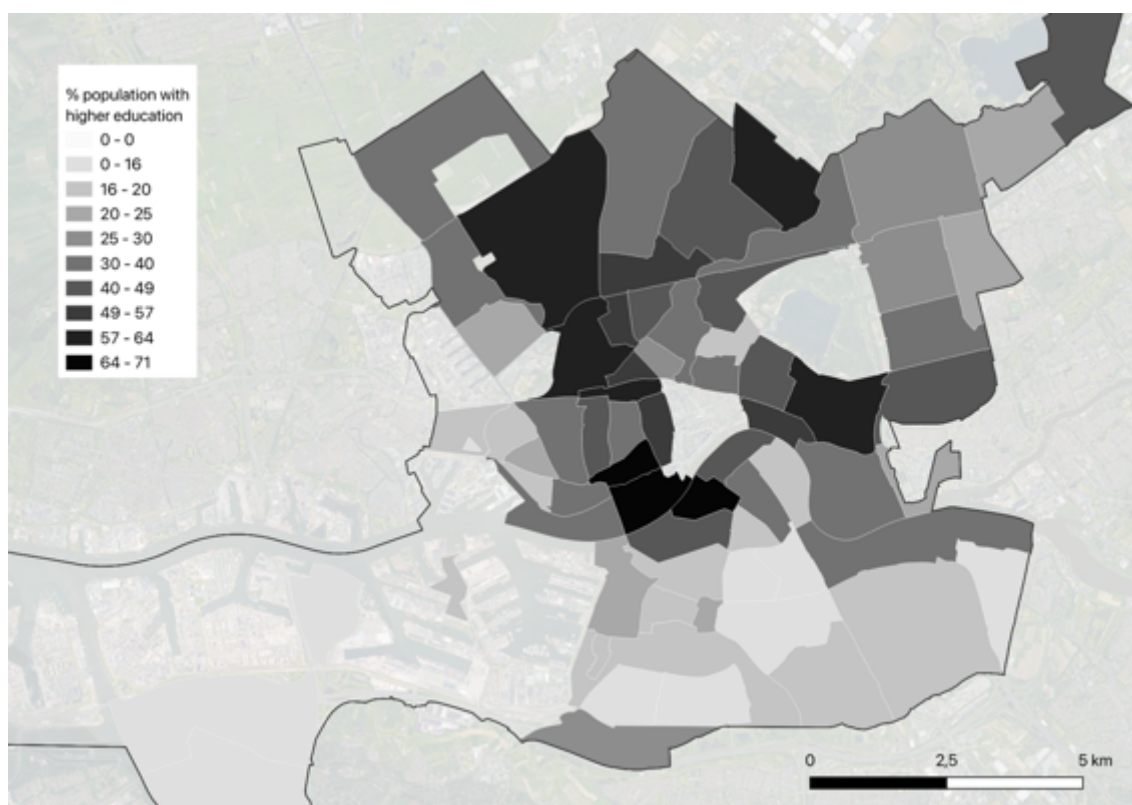 % population with
higher education
0 - 0
0 - 16
16 - 20
20 - 25
25 - 30
30 - 40
40 - 49
49 - 57
57 - 64
64 - 71
0 2,5 5 km